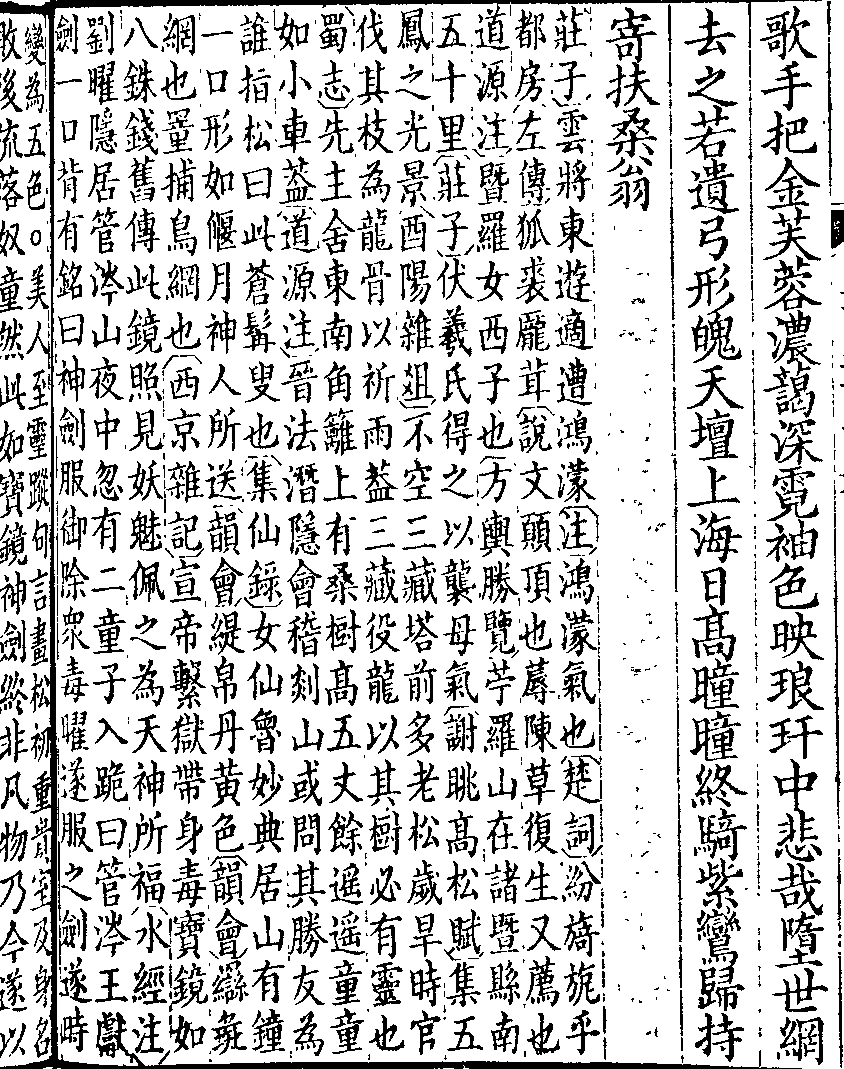 歌手把金芙蓉濃藹深霓袖色映琅玕中悲哉墮世網
去之若遺弓形魄天壇上海日高曈曈終騎紫鸞歸持
寄扶桑翁
莊子雲將東遊適遭鴻濛注鴻濛氣也楚詞紛旖旎乎
都房左傳狐裘厖茸說文顚頂也蓐陳草復生又薦也
道源注暨羅女西子也方輿勝覽苧羅山在諸暨縣南
五十里莊子伏羲氏得之以襲母氣謝眺高松賦集五
鳳之光景酉陽雜俎不空三藏塔前多老松歲旱時官
伐其枝為龍骨以祈雨葢三藏役龍以其樹必有靈也
蜀志先主舍東南角籬上有桑樹高五丈餘遥遥童童
如小車葢道源注晉法潛隱會稽剡山或問其勝友為
誰指松曰此蒼髯叟也集仙錄女仙魯妙典居山有鐘
一口形如偃月神人所送韻會緹帛丹黃色韻會繇蕤
網也罿捕鳥網也西京雜記宣帝繫獄帶身毒寶鏡如
八銖錢舊傳此鏡照見妖魅佩之為天神所福水經注
劉曜隱居管涔山夜中忽有二童子入跪曰管涔王獻
劍一口背有銘曰神劍服御除衆毒曜遂服之劍遂時
變為五色○美人至靈蹤句言畫松初重貴室及身名
敗後流落奴童然此如寶鏡神劍終非凡物乃今遂以